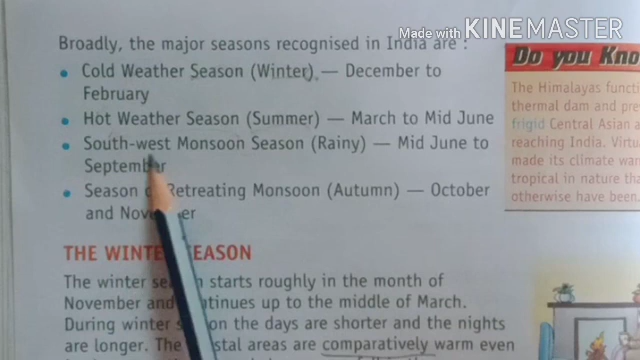 Made with KINEMASTER
Broadly, the major seasons recognised in India are :
• Cold Weather Season (Winter) — December to
February
• Hot Weather Season (Summer) — March to Mid June
• South-west Monsoon Season (Rainy) — Mid June to
September
• Season Retreating Monsoon (Autumn) — October
and
THE WINTER SEASON
The winter starts roughly in the month of
November and continues up to the middle of March.
During winter the days are shorter and the nights
are longer. The areas are comparatively warm even
Do you Kno
The Himalayas functi
thermal dam and pre
frigid Central Asian a
reaching India. Virtu
made its climate war
tropical in nature tha
otherwise have been.